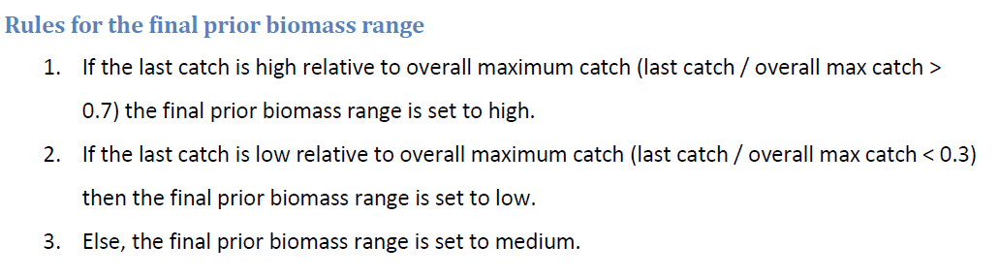 Rules for the final prior biomass range
1. If the last catch is high relative to overall maximum catch (last catch / overall max catch >
0.7) the final prior biomass range is set to high.
2. If the last catch is low relative to overall maximum catch (last catch / overall max catch < 0.3)
then the final prior biomass range is set to low.
3. Else, the final prior biomass range is set to medium.